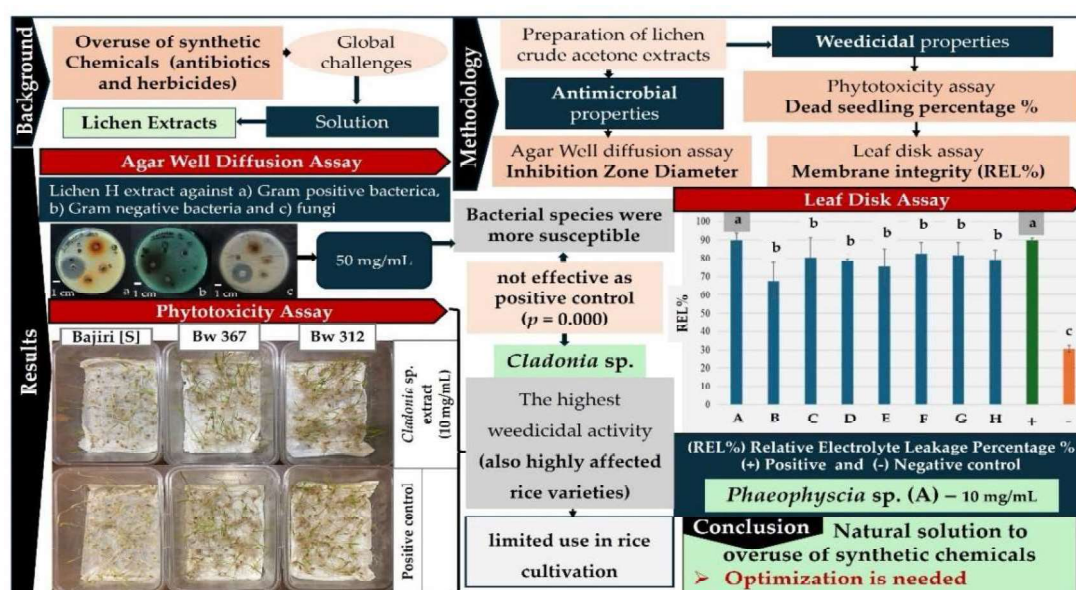 Background
Overuse of synthetic
Chemicals (antibiotics
and herbicides)
Global
challenges
Lichen Extracts
Solution
Methodology
Preparation of lichen
crude acetone extracts
Weedicidal properties
Antimicrobial
properties
Phytotoxicity assay
Dead seedling percentage %
Agar Well diffusion assay
Inhibition Zone Diameter
Leaf disk assay
Membrane integrity (REL%)
Results
Agar Well Diffusion Assay
Lichen H extract against a) Gram positive bacterica,
b) Gram negative bacteria and c) fungi
1 cm
a
1 cm
b
1 cm
c
50 mg/mL
Bacterial species were
more susceptible
not effective as
positive control
(p = 0.000)
Cladonia sp.
The highest
weedicidal activity
(also highly affected
rice varieties)
limited use in rice
cultivation
Phytotoxicity Assay
Bajiri [S]
Bw 367
Bw 312
Cladonia sp.
extract
(10 mg/mL)
Positive control
Leaf Disk Assay
REL%
100
90
80
70
60
50
40
30
20
10
0
a
b
b
b
b
b
b
b
a
c
A
B
C
D
E
F
G
H
+
-
(REL%) Relative Electrolyte Leakage Percentage %
(+) Positive and (-) Negative control
Phaeophyscia sp. (A) – 10 mg/mL
Conclusion
Natural solution to
overuse of synthetic chemicals
➢ Optimization is needed